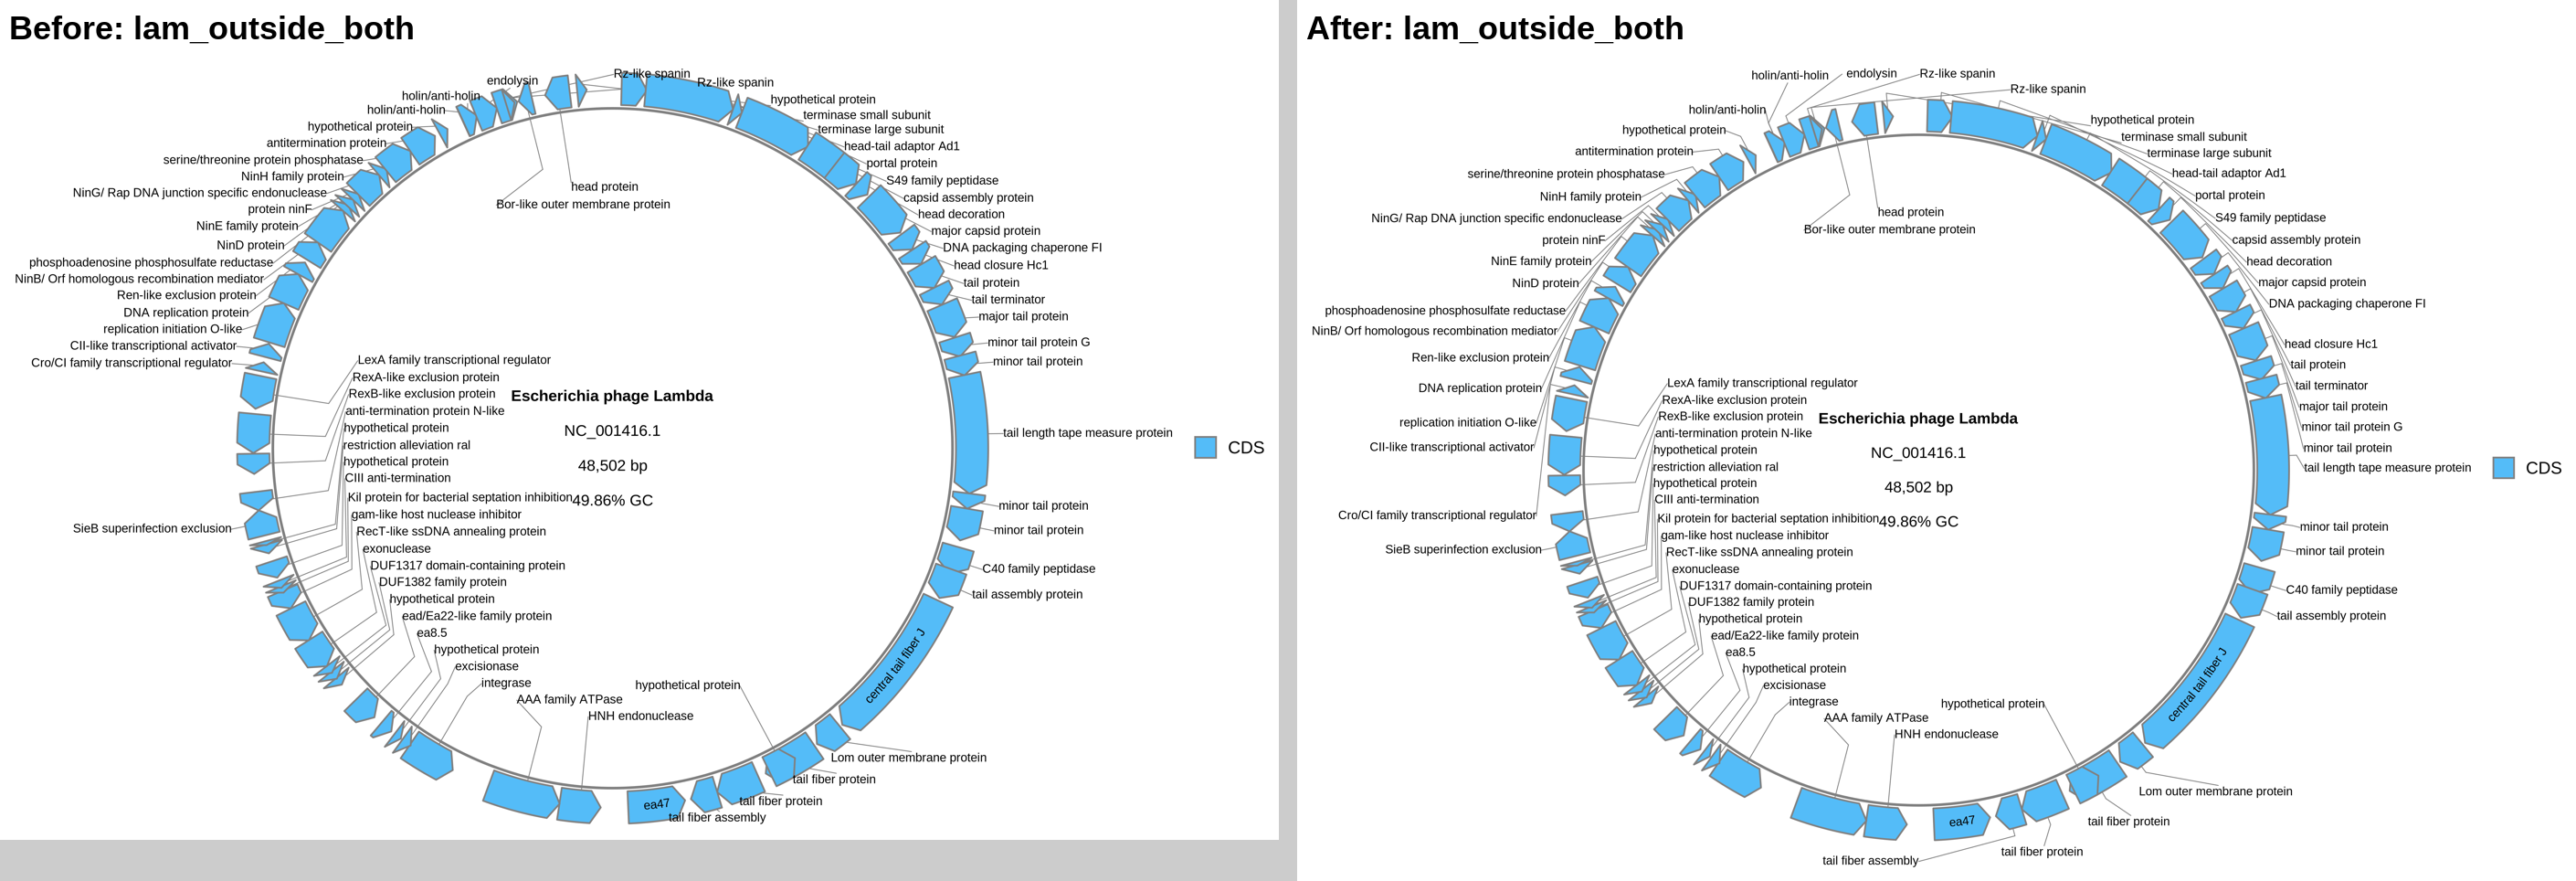 Before: lam_outside_both
endolysin
Rz-like spanin
Rz-like spanin
holin/anti-holin
holin/anti-holin
hypothetical protein
antitermination protein
serine/threonine protein phosphatase
NinH family protein
NinG/ Rap DNA junction specific endonuclease
protein ninF
NinE family protein
NinD protein
phosphoadenosine phosphosulfate reductase
NinB/ Orf homologous recombination mediator
Ren-like exclusion protein
DNA replication protein
replication initiation O-like
CII-like transcriptional activator
Cro/CI family transcriptional regulator
SieB superinfection exclusion
hypothetical protein
terminase small subunit
terminase large subunit
head-tail adaptor Ad1
portal protein
S49 family peptidase
capsid assembly protein
head decoration
major capsid protein
DNA packaging chaperone FI
head closure Hc1
tail protein
tail terminator
major tail protein
minor tail protein G
minor tail protein
tail length tape measure protein
minor tail protein
minor tail protein
C40 family peptidase
tail assembly protein
central tail fiber J
Lom outer membrane protein
tail fiber protein
tail fiber protein
tail fiber assembly
ea47
head protein
Bor-like outer membrane protein
LexA family transcriptional regulator
RexA-like exclusion protein
RexB-like exclusion protein
anti-termination protein N-like
hypothetical protein
restriction alleviation ral
hypothetical protein
CIII anti-termination
Kil protein for bacterial septation inhibition
gam-like host nuclease inhibitor
RecT-like ssDNA annealing protein
exonuclease
DUF1317 domain-containing protein
DUF1382 family protein
hypothetical protein
ead/Ea22-like family protein
ea8.5
hypothetical protein
excisionase
integrase
AAA family ATPase
HNH endonuclease
hypothetical protein
Escherichia phage Lambda
NC_001416.1
48,502 bp
49.86% GC
CDS
After: lam_outside_both
holin/anti-holin
endolysin
Rz-like spanin
Rz-like spanin
holin/anti-holin
hypothetical protein
antitermination protein
serine/threonine protein phosphatase
NinH family protein
NinG/ Rap DNA junction specific endonuclease
protein ninF
NinE family protein
NinD protein
phosphoadenosine phosphosulfate reductase
NinB/ Orf homologous recombination mediator
Ren-like exclusion protein
DNA replication protein
replication initiation O-like
CII-like transcriptional activator
Cro/CI family transcriptional regulator
SieB superinfection exclusion
hypothetical protein
terminase small subunit
terminase large subunit
head-tail adaptor Ad1
portal protein
S49 family peptidase
capsid assembly protein
head decoration
major capsid protein
DNA packaging chaperone FI
head closure Hc1
tail protein
tail terminator
major tail protein
minor tail protein G
minor tail protein
tail length tape measure protein
minor tail protein
minor tail protein
C40 family peptidase
tail assembly protein
central tail fiber J
Lom outer membrane protein
tail fiber protein
tail fiber protein
tail fiber assembly
ea47
head protein
Bor-like outer membrane protein
LexA family transcriptional regulator
RexA-like exclusion protein
RexB-like exclusion protein
anti-termination protein N-like
hypothetical protein
restriction alleviation ral
hypothetical protein
CIII anti-termination
Kil protein for bacterial septation inhibition
gam-like host nuclease inhibitor
RecT-like ssDNA annealing protein
exonuclease
DUF1317 domain-containing protein
DUF1382 family protein
hypothetical protein
ead/Ea22-like family protein
ea8.5
hypothetical protein
excisionase
integrase
AAA family ATPase
HNH endonuclease
hypothetical protein
Escherichia phage Lambda
NC_001416.1
48,502 bp
49.86% GC
CDS